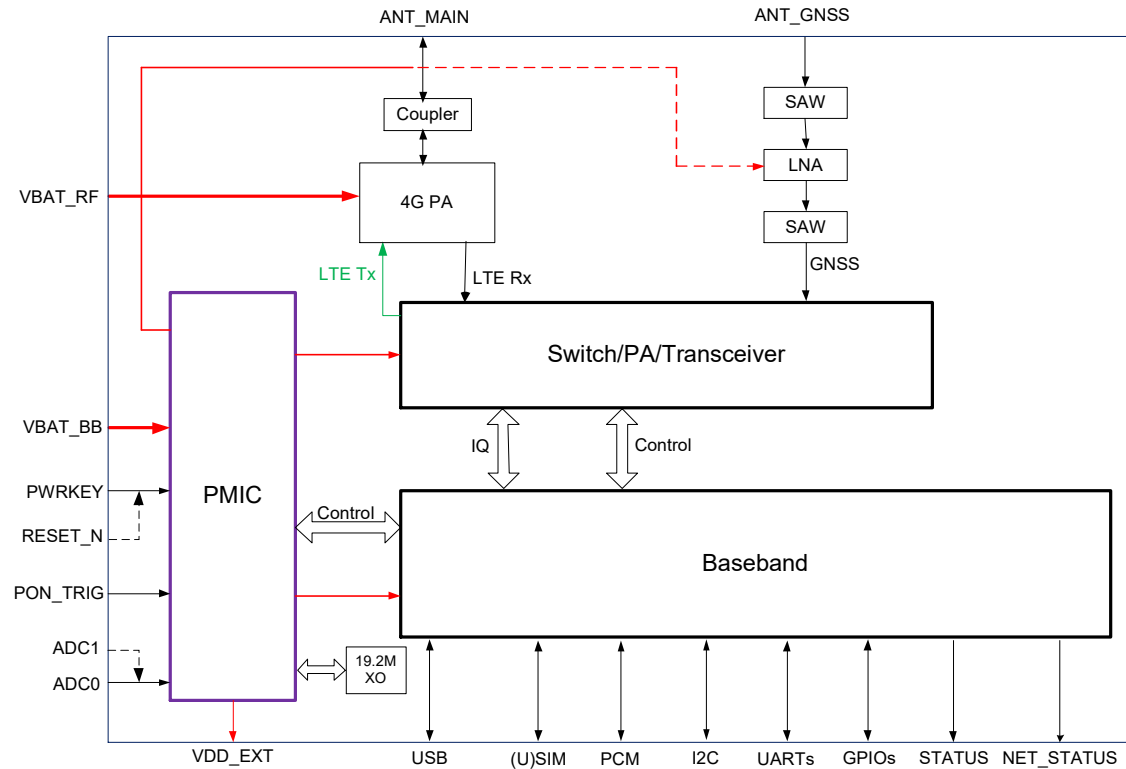 ANT_MAIN
ANT_GNSS
SAW
Coupler
LNA
VBAT_RF
4G PA
SAW
LTE Tx
LTE Rx
GNSS
Switch/PA/Transceiver
VBAT_BB
IQ
Control
PWRKEY
PMIC
RESET_N
Control
Baseband
PON_TRIG
ADC1
19.2M
XO
ADC0
VDD_EXT
USB
(U)SIM
PCM
I2C
UARTs
GPIOs
STATUS
NET_STATUS